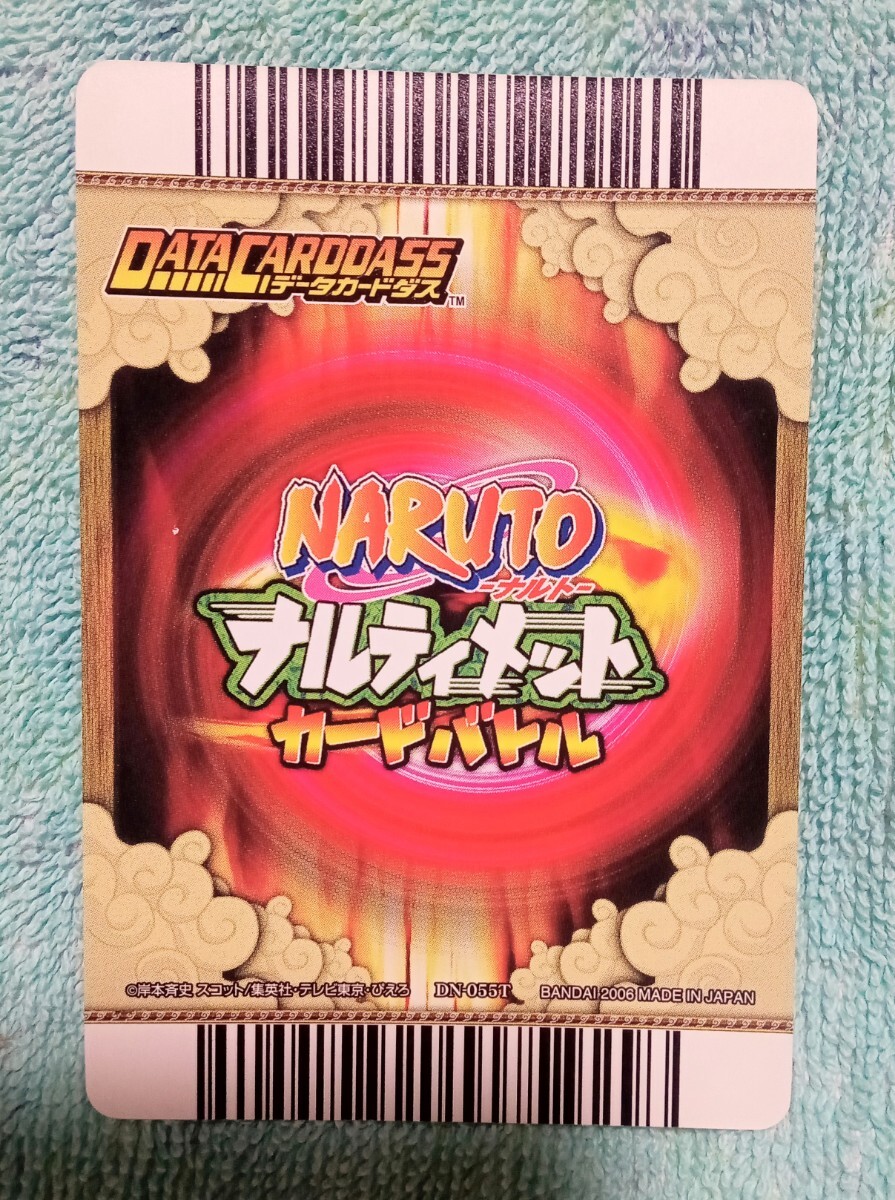 DATA CARDDASS
データカードダス TM
NARUTO
-ナルト-
ナルティメット
カードバトル
©岸本斉史 スコット/集英社・テレビ東京・ぴえろ DN-055T BANDAI 2006 MADE IN JAPAN